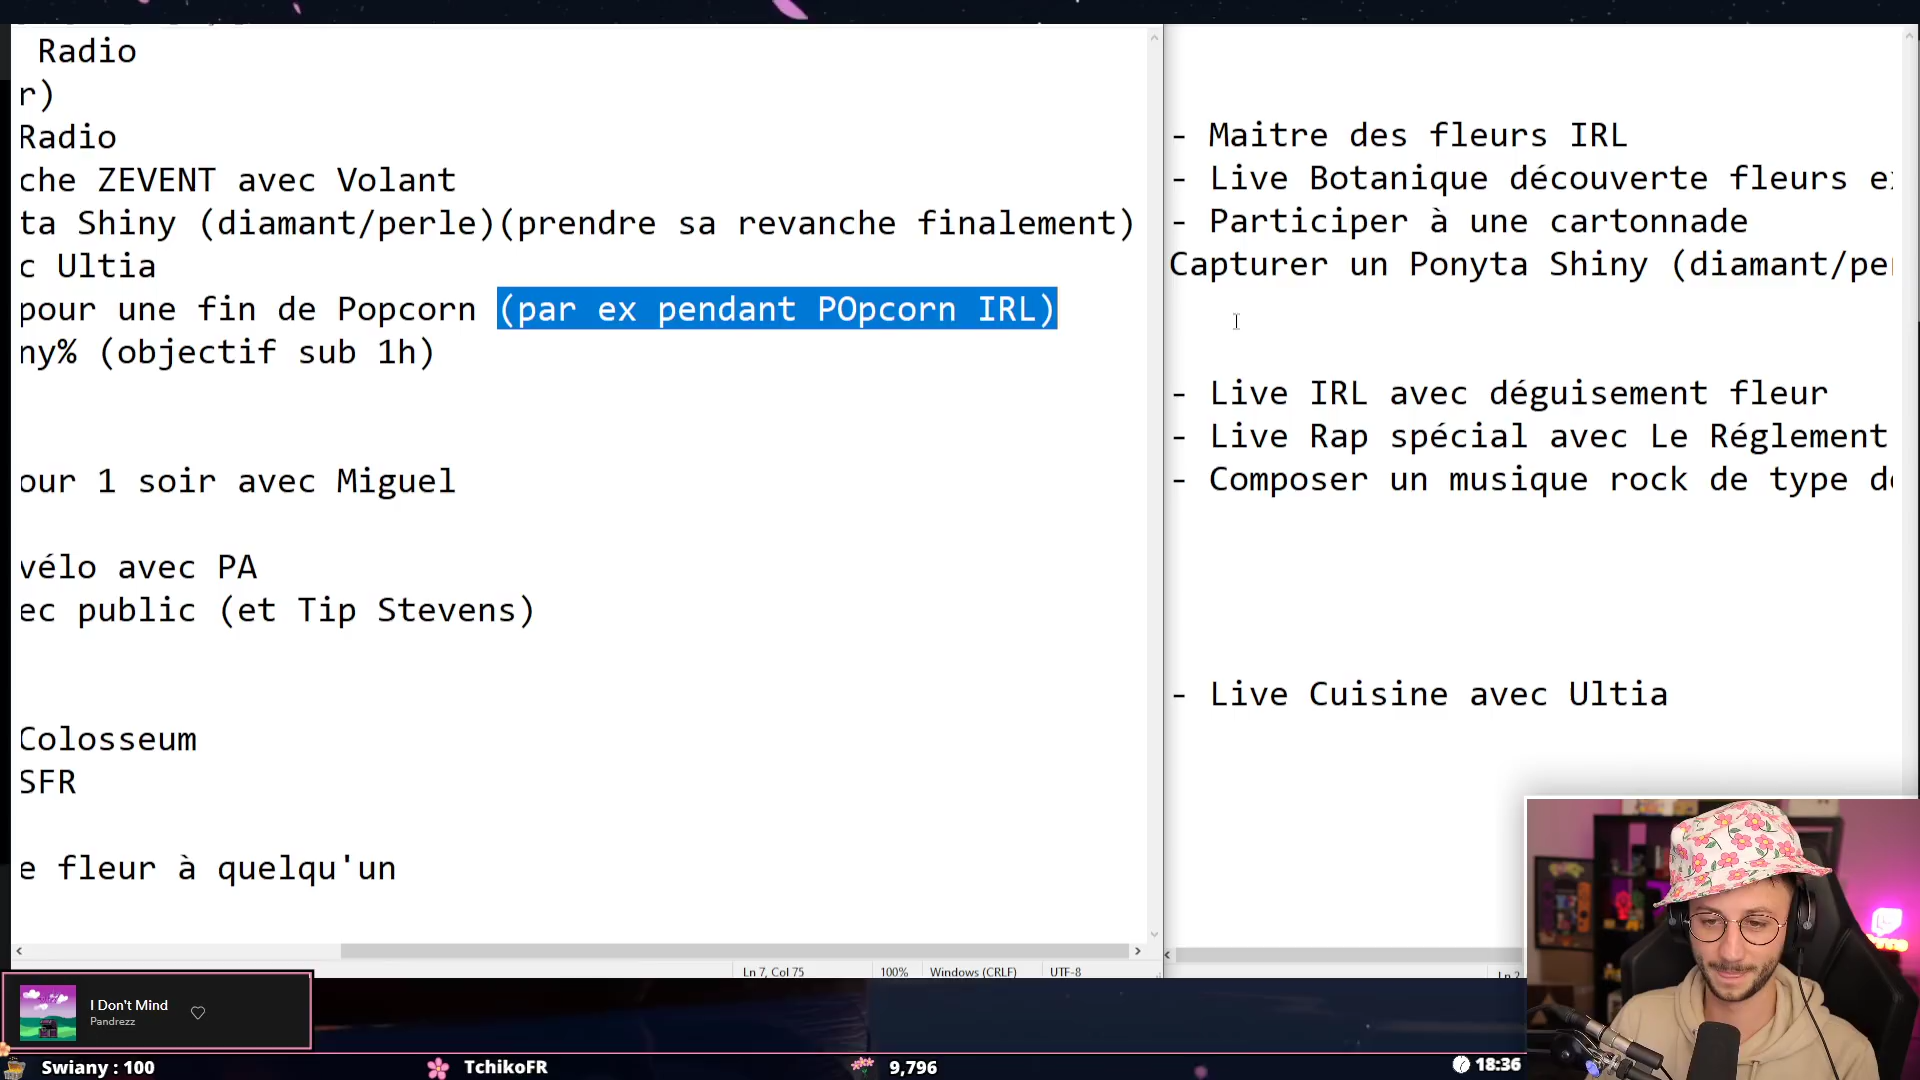 Radio
r)
Radio
che ZEVENT avec Volant
ta Shiny (diamant/perle)(prendre sa revanche finalement)
c Ultia
pour une fin de Popcorn (par ex pendant POpcorn IRL)
ny% (objectif sub 1h)
our 1 soir avec Miguel
vélo avec PA
ec public (et Tip Stevens)
Colosseum
SFR
e fleur à quelqu'un
Ln 7, Col 75 100% Windows (CRLF) UTF-8
- Maitre des fleurs IRL
- Live Botanique découverte fleurs ex
- Participer à une cartonnade
Capturer un Ponyta Shiny (diamant/per
- Live IRL avec déguisement fleur
- Live Rap spécial avec Le Réglement
- Composer un musique rock de type de
- Live Cuisine avec Ultia
Ln 2
I Don't Mind
Pandrezz
Swiany : 100
TchikoFR
9,796
18:36